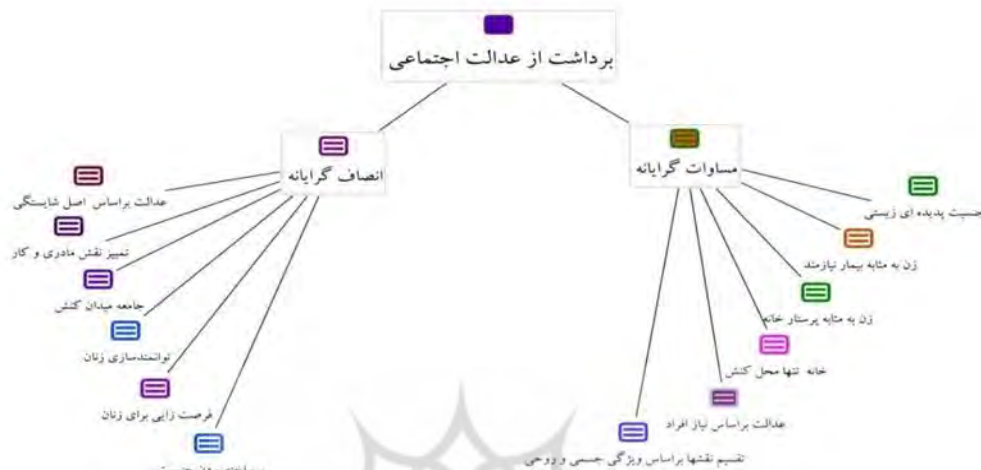 برداشت از عدالت اجتماعی
مساوات گرایانه
انصاف گرایانه
جنسیت پدیده ای زیستی
زن به مثابه بیمار نیازمند
زن به مثابه پرستار خانه
خانه تنها محل کنش
عدالت براساس نیاز افراد
تقسیم نقشها براساس ویژگی جسمی و روحی
عدالت براساس اصل شایستگی
تمییز نقش مادری و کار
جامعه میدان کنش
توانمندسازی زنان
فرصت زایی برای زنان